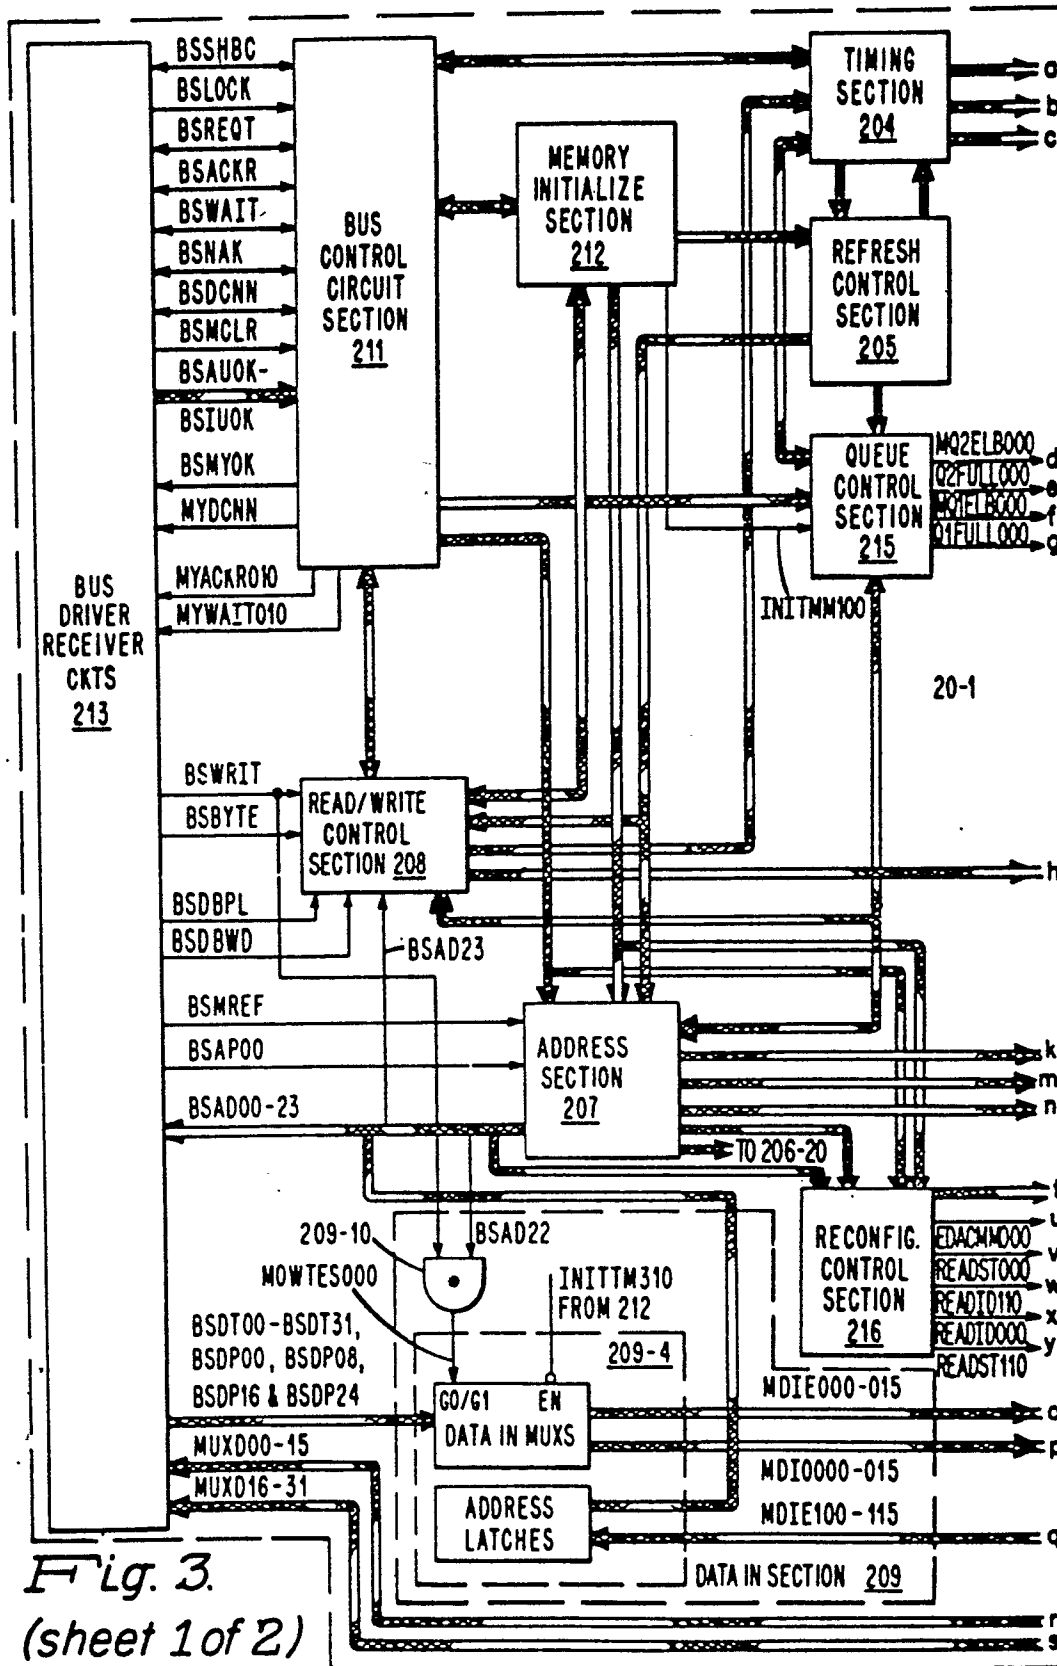 BSSHBC
BSLOCK
BSREQT
BSACKR
BSWAIT
BSNAK
BSDCNN
BSMCLR
BSAUOK-
BSIUOK
BSMYOK
MYDCNN
MYACKR010
MYWAIT010
BUS
DRIVER
RECEIVER
CKTS
213
BUS
CONTROL
CIRCUIT
SECTION
211
MEMORY
INITIALIZE
SECTION
212
TIMING
SECTION
204
a
b
c
REFRESH
CONTROL
SECTION
205
QUEUE
CONTROL
SECTION
215
MQ2ELB000
d
Q2FULL000
e
MQ1ELB000
f
Q1FULL000
g
INITMM100
20-1
BSWRIT
BSBYTE
READ/WRITE
CONTROL
SECTION 208
h
BSDBPL
BSDBWD
BSAD23
BSMREF
BSAP00
BSAD00-23
ADDRESS
SECTION
207
k
m
n
TO 206-20
RECONFIG.
CONTROL
SECTION
216
t
u
EDACMM000
v
READST000
w
READID110
x
READID000
y
READST110
209-10
BSAD22
MOWTES000
INITTM310
FROM 212
BSDT00-BSDT31,
BSDP00, BSDP08,
BSDP16 & BSDP24
209-4
G0/G1 EN
DATA IN MUXS
MDIE000-015
o
p
MDIO000-015
MUXD00-15
MUXD16-31
ADDRESS
LATCHES
MDIE100-115
q
DATA IN SECTION 209
r
s
Fig. 3.
(sheet 1 of 2)